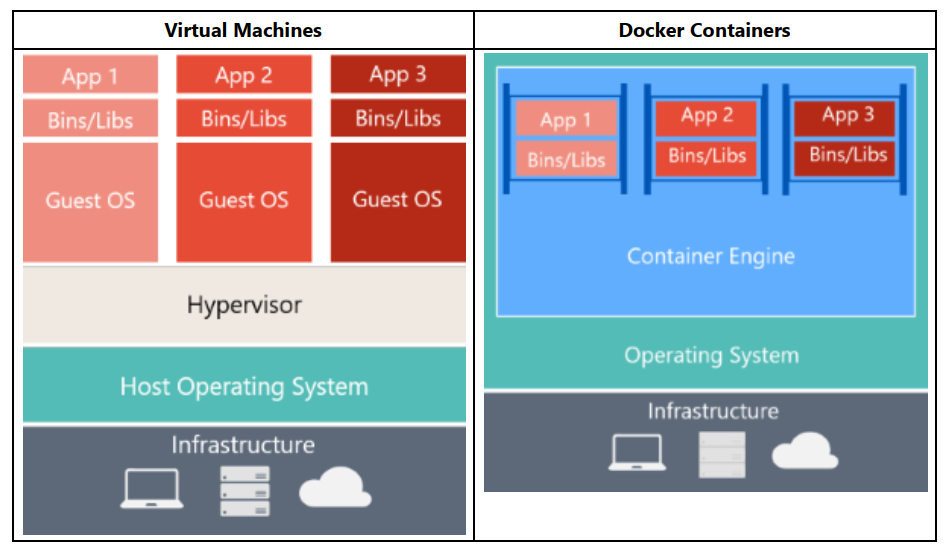 Virtual Machines
App 1 App 2 App 3
Bins/Libs Bins/Libs Bins/Libs
Guest OS Guest OS Guest OS
Hypervisor
Host Operating System
Infrastructure
Docker Containers
App 1 App 2 App 3
Bins/Libs Bins/Libs Bins/Libs
Container Engine
Operating System
Infrastructure